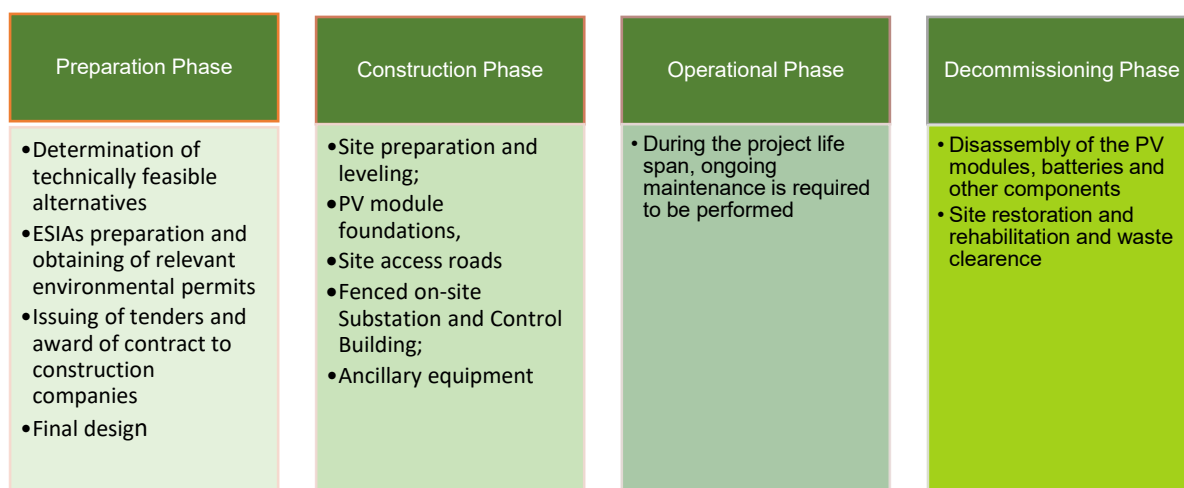 Preparation Phase
•Determination of
technically feasible
alternatives
•ESIAs preparation and
obtaining of relevant
environmental permits
•Issuing of tenders and
award of contract to
construction
companies
•Final design
Construction Phase
•Site preparation and
leveling;
•PV module
foundations,
•Site access roads
•Fenced on-site
Substation and Control
Building;
•Ancillary equipment
Operational Phase
• During the project life
span, ongoing
maintenance is required
to be performed
Decommissioning Phase
• Disassembly of the PV
modules, batteries and
other components
• Site restoration and
rehabilitation and waste
clearence